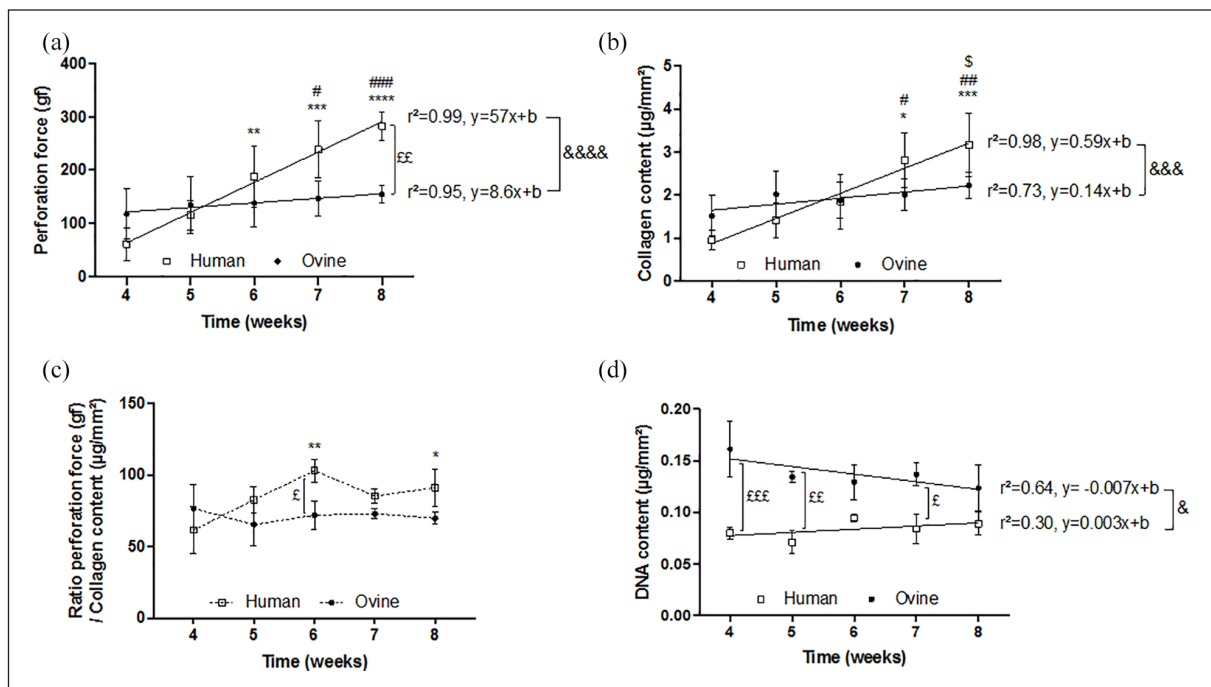 (a)
Perforation force (gf)
400
300
200
100
0
#
###
**
***
****
££
r²=0.99, y=57x+b
r²=0.95, y=8.6x+b
&&&&
Human
Ovine
4 5 6 7 8
Time (weeks)
(b)
Collagen content (µg/mm²)
5
4
3
2
1
0
$
#
##
*
***
r²=0.98, y=0.59x+b
r²=0.73, y=0.14x+b
&&&
Human
Ovine
4 5 6 7 8
Time (weeks)
(c)
Ratio perforation force (gf)
/ Collagen content (µg/mm²)
150
100
50
0
**
*
£
Human
Ovine
4 5 6 7 8
Time (weeks)
(d)
DNA content (µg/mm²)
0.20
0.15
0.10
0.05
0.00
£££
££
£
r²=0.64, y= -0.007x+b
r²=0.30, y=0.003x+b
&
Human
Ovine
4 5 6 7 8
Time (weeks)